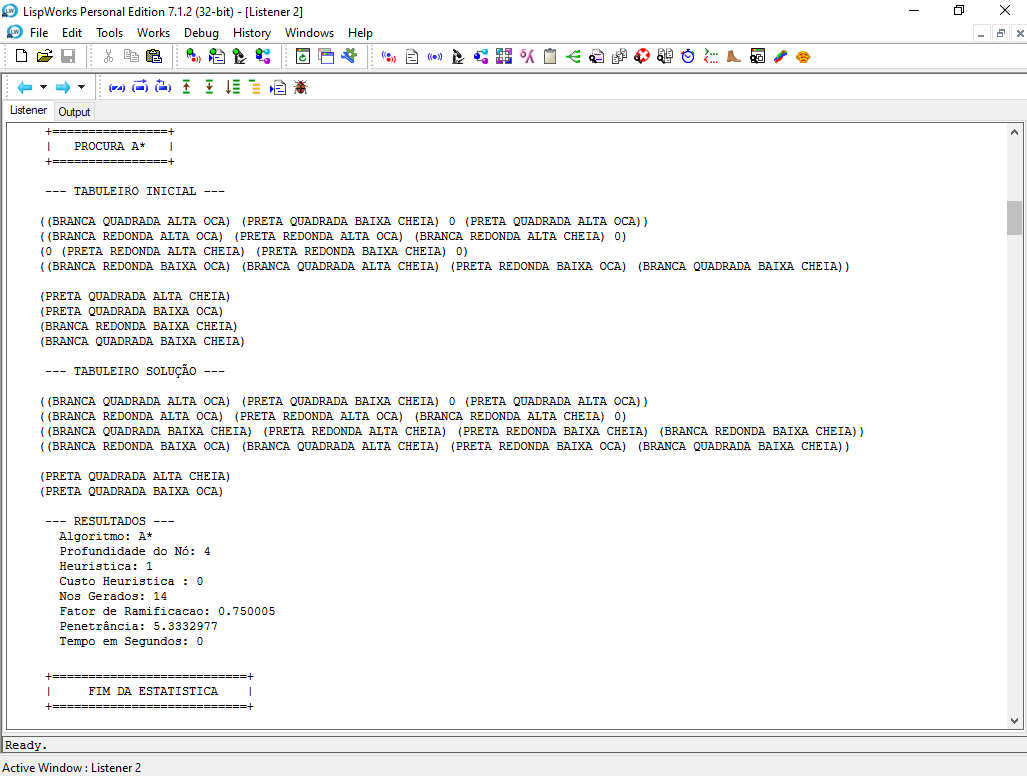 LispWorks Personal Edition 7.1.2 (32-bit) - [Listener 2]
File Edit Tools Works Debug History Windows Help
Listener Output
+================+
| PROCURA A* |
+================+
--- TABULEIRO INICIAL ---
((BRANCA QUADRADA ALTA OCA) (PRETA QUADRADA BAIXA CHEIA) 0 (PRETA QUADRADA ALTA OCA))
((BRANCA REDONDA ALTA OCA) (PRETA REDONDA ALTA OCA) (BRANCA REDONDA ALTA CHEIA) 0)
(0 (PRETA REDONDA ALTA CHEIA) (PRETA REDONDA BAIXA CHEIA) 0)
((BRANCA REDONDA BAIXA OCA) (BRANCA QUADRADA ALTA CHEIA) (PRETA REDONDA BAIXA OCA) (BRANCA QUADRADA BAIXA CHEIA))
(PRETA QUADRADA ALTA CHEIA)
(PRETA QUADRADA BAIXA OCA)
(BRANCA REDONDA BAIXA CHEIA)
(BRANCA QUADRADA BAIXA CHEIA)
--- TABULEIRO SOLUÇÃO ---
((BRANCA QUADRADA ALTA OCA) (PRETA QUADRADA BAIXA CHEIA) 0 (PRETA QUADRADA ALTA OCA))
((BRANCA REDONDA ALTA OCA) (PRETA REDONDA ALTA OCA) (BRANCA REDONDA ALTA CHEIA) 0)
((BRANCA QUADRADA BAIXA CHEIA) (PRETA REDONDA ALTA CHEIA) (PRETA REDONDA BAIXA CHEIA) (BRANCA REDONDA BAIXA CHEIA))
((BRANCA REDONDA BAIXA OCA) (BRANCA QUADRADA ALTA CHEIA) (PRETA REDONDA BAIXA OCA) (BRANCA QUADRADA BAIXA CHEIA))
(PRETA QUADRADA ALTA CHEIA)
(PRETA QUADRADA BAIXA OCA)
--- RESULTADOS ---
Algoritmo: A*
Profundidade do Nó: 4
Heuristica: 1
Custo Heuristica : 0
Nos Gerados: 14
Fator de Ramificacao: 0.750005
Penetrância: 5.3332977
Tempo em Segundos: 0
+===========================+
| FIM DA ESTATISTICA |
+===========================+
Ready.
Active Window : Listener 2